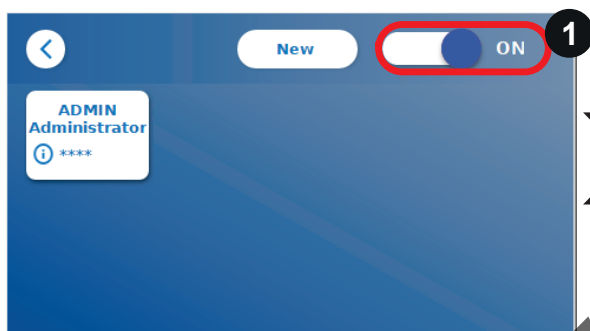 New
ON
1
ADMIN
Administrator
****